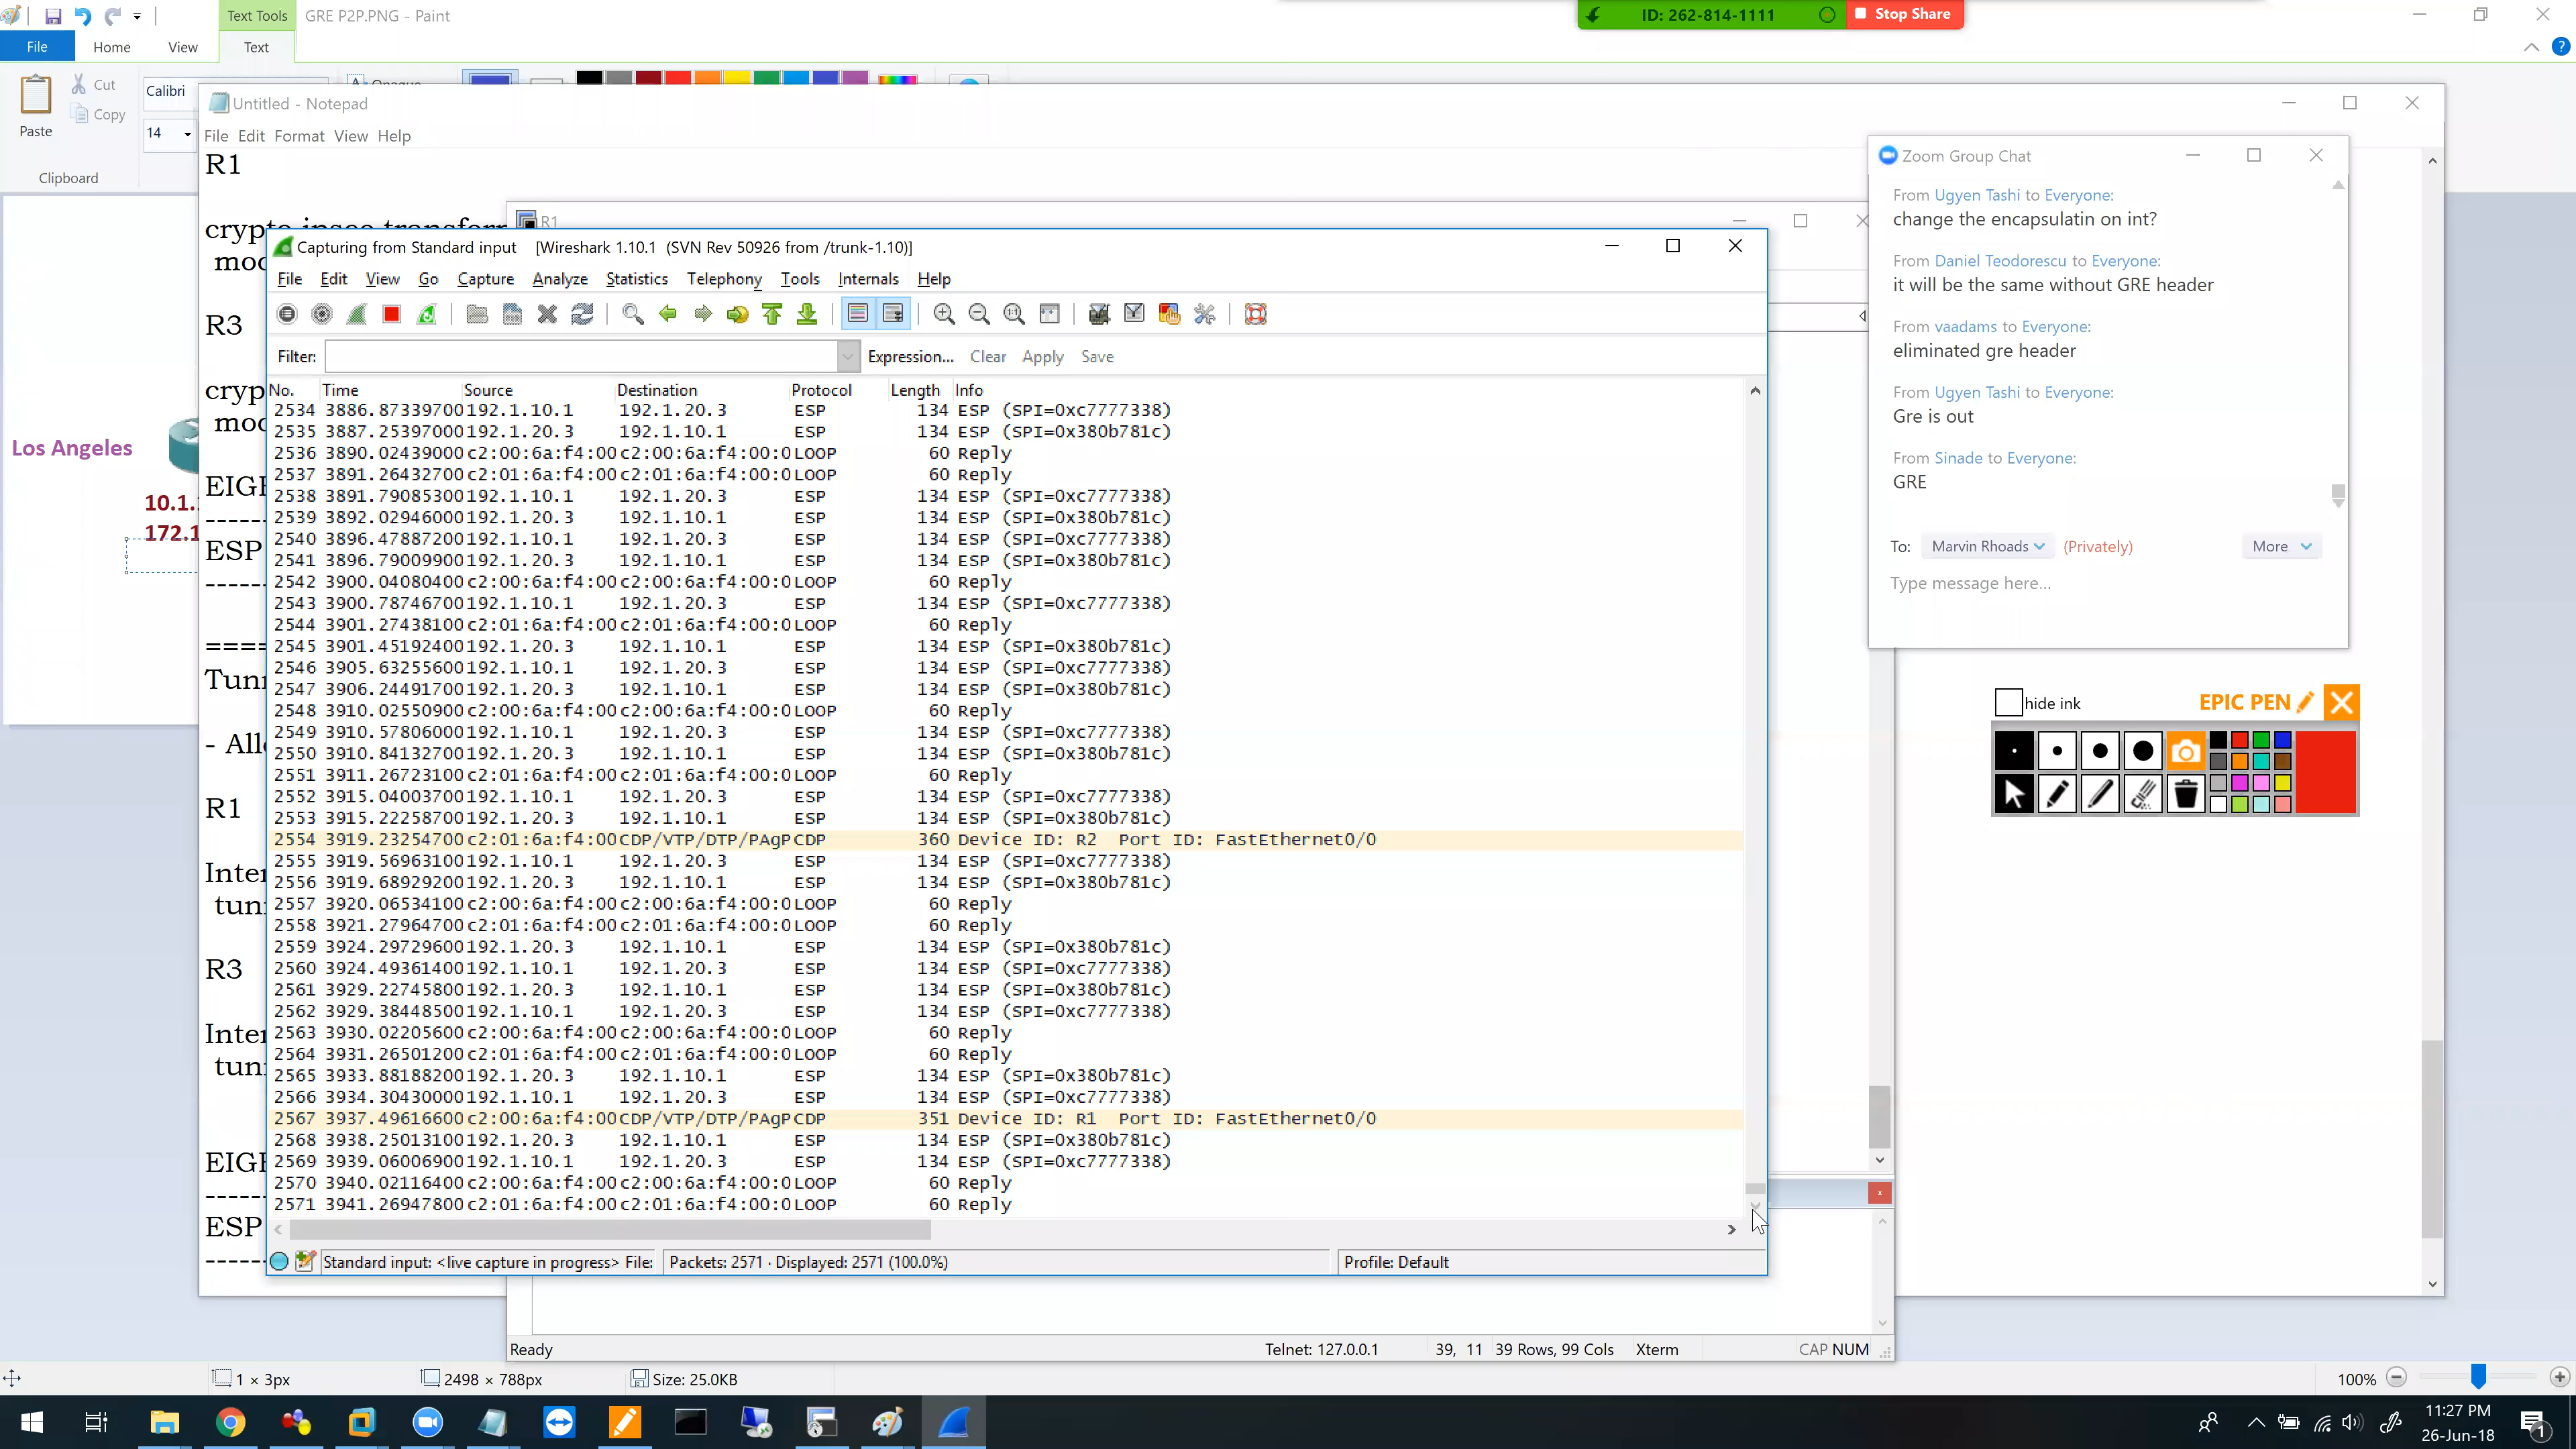 Text Tools
GRE P2P.PNG - Paint
ID: 262-814-1111
Stop Share
File
Home
View
Text
Paste
Cut
Copy
Clipboard
Calibri
14
Opaque
Los Angeles
10.1.
172.1
Untitled - Notepad
File Edit Format View Help
R1
crypto ipsec transform
R3
EIG
ESP
====
Tun
- All
R1
Inter
tun
R3
Inter
tun
EIG
ESP
R1
Capturing from Standard input [Wireshark 1.10.1 (SVN Rev 50926 from /trunk-1.10)]
File Edit View Go Capture Analyze Statistics Telephony Tools Internals Help
Filter:
Expression... Clear Apply Save
No. Time Source Destination Protocol Length Info
2534 3886.87339700 192.1.10.1 192.1.20.3 ESP 134 ESP (SPI=0xc7777338)
2535 3887.25397000 192.1.20.3 192.1.10.1 ESP 134 ESP (SPI=0x380b781c)
2536 3890.02439000 c2:00:6a:f4:00 c2:00:6a:f4:00:0 LOOP 60 Reply
2537 3891.26432700 c2:01:6a:f4:00 c2:01:6a:f4:00:0 LOOP 60 Reply
2538 3891.79085300 192.1.10.1 192.1.20.3 ESP 134 ESP (SPI=0xc7777338)
2539 3892.02946000 192.1.20.3 192.1.10.1 ESP 134 ESP (SPI=0x380b781c)
2540 3896.47887200 192.1.10.1 192.1.20.3 ESP 134 ESP (SPI=0xc7777338)
2541 3896.79009900 192.1.20.3 192.1.10.1 ESP 134 ESP (SPI=0x380b781c)
2542 3900.04080400 c2:00:6a:f4:00 c2:00:6a:f4:00:0 LOOP 60 Reply
2543 3900.78746700 192.1.10.1 192.1.20.3 ESP 134 ESP (SPI=0xc7777338)
2544 3901.27438100 c2:01:6a:f4:00 c2:01:6a:f4:00:0 LOOP 60 Reply
2545 3901.45192400 192.1.20.3 192.1.10.1 ESP 134 ESP (SPI=0x380b781c)
2546 3905.63255600 192.1.10.1 192.1.20.3 ESP 134 ESP (SPI=0xc7777338)
2547 3906.24491700 192.1.20.3 192.1.10.1 ESP 134 ESP (SPI=0x380b781c)
2548 3910.02550900 c2:00:6a:f4:00 c2:00:6a:f4:00:0 LOOP 60 Reply
2549 3910.57806000 192.1.10.1 192.1.20.3 ESP 134 ESP (SPI=0xc7777338)
2550 3910.84132700 192.1.20.3 192.1.10.1 ESP 134 ESP (SPI=0x380b781c)
2551 3911.26723100 c2:01:6a:f4:00 c2:01:6a:f4:00:0 LOOP 60 Reply
2552 3915.04003700 192.1.10.1 192.1.20.3 ESP 134 ESP (SPI=0xc7777338)
2553 3915.22258700 192.1.20.3 192.1.10.1 ESP 134 ESP (SPI=0x380b781c)
2554 3919.23254700 c2:01:6a:f4:00 CDP/VTP/DTP/PAgP CDP 360 Device ID: R2 Port ID: FastEthernet0/0
2555 3919.56963100 192.1.10.1 192.1.20.3 ESP 134 ESP (SPI=0xc7777338)
2556 3919.68929200 192.1.20.3 192.1.10.1 ESP 134 ESP (SPI=0x380b781c)
2557 3920.06534100 c2:00:6a:f4:00 c2:00:6a:f4:00:0 LOOP 60 Reply
2558 3921.27964700 c2:01:6a:f4:00 c2:01:6a:f4:00:0 LOOP 60 Reply
2559 3924.29729600 192.1.20.3 192.1.10.1 ESP 134 ESP (SPI=0x380b781c)
2560 3924.49361400 192.1.10.1 192.1.20.3 ESP 134 ESP (SPI=0xc7777338)
2561 3929.22745800 192.1.20.3 192.1.10.1 ESP 134 ESP (SPI=0x380b781c)
2562 3929.38448500 192.1.10.1 192.1.20.3 ESP 134 ESP (SPI=0xc7777338)
2563 3930.02205600 c2:00:6a:f4:00 c2:00:6a:f4:00:0 LOOP 60 Reply
2564 3931.26501200 c2:01:6a:f4:00 c2:01:6a:f4:00:0 LOOP 60 Reply
2565 3933.88188200 192.1.20.3 192.1.10.1 ESP 134 ESP (SPI=0x380b781c)
2566 3934.30430000 192.1.10.1 192.1.20.3 ESP 134 ESP (SPI=0xc7777338)
2567 3937.49616600 c2:00:6a:f4:00 CDP/VTP/DTP/PAgP CDP 351 Device ID: R1 Port ID: FastEthernet0/0
2568 3938.25013100 192.1.20.3 192.1.10.1 ESP 134 ESP (SPI=0x380b781c)
2569 3939.06006900 192.1.10.1 192.1.20.3 ESP 134 ESP (SPI=0xc7777338)
2570 3940.02116400 c2:00:6a:f4:00 c2:00:6a:f4:00:0 LOOP 60 Reply
2571 3941.26947800 c2:01:6a:f4:00 c2:01:6a:f4:00:0 LOOP 60 Reply
Standard input: <live capture in progress> File:
Packets: 2571 · Displayed: 2571 (100.0%)
Profile: Default
Zoom Group Chat
From Ugyen Tashi to Everyone:
change the encapsulatin on int?
From Daniel Teodorescu to Everyone:
it will be the same without GRE header
From vaadams to Everyone:
eliminated gre header
From Ugyen Tashi to Everyone:
Gre is out
From Sinade to Everyone:
GRE
To: Marvin Rhoads (Privately)
More
Type message here...
hide ink
EPIC PEN
Ready
Telnet: 127.0.0.1
39, 11
39 Rows, 99 Cols
Xterm
CAP NUM
1 × 3px
2498 × 788px
Size: 25.0KB
100%
11:27 PM
26-Jun-18
1